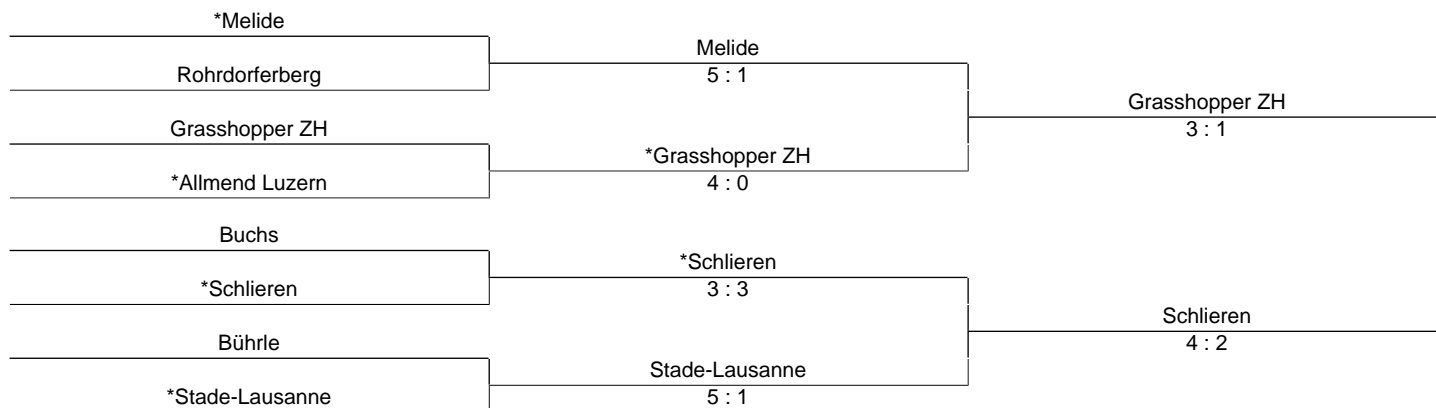 *Melide
Rohrdorferberg
Grasshopper ZH
*Allmend Luzern
Buchs
*Schlieren
Bührle
*Stade-Lausanne
Melide
5 : 1
*Grasshopper ZH
4 : 0
*Schlieren
3 : 3
Stade-Lausanne
5 : 1
Grasshopper ZH
3 : 1
Schlieren
4 : 2